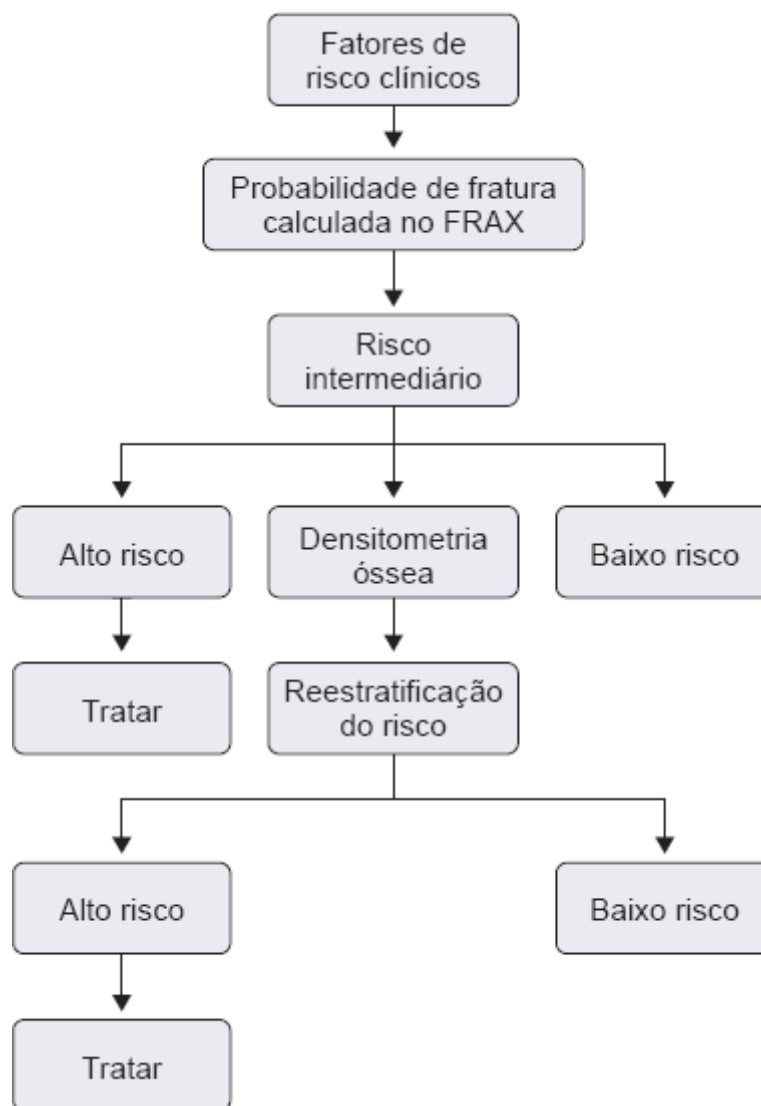 Fatores de
risco clínicos
Probabilidade de fratura
calculada no FRAX
Risco
intermediário
Alto risco
Densitometria
óssea
Baixo risco
Tratar
Reestratificação
do risco
Alto risco
Baixo risco
Tratar